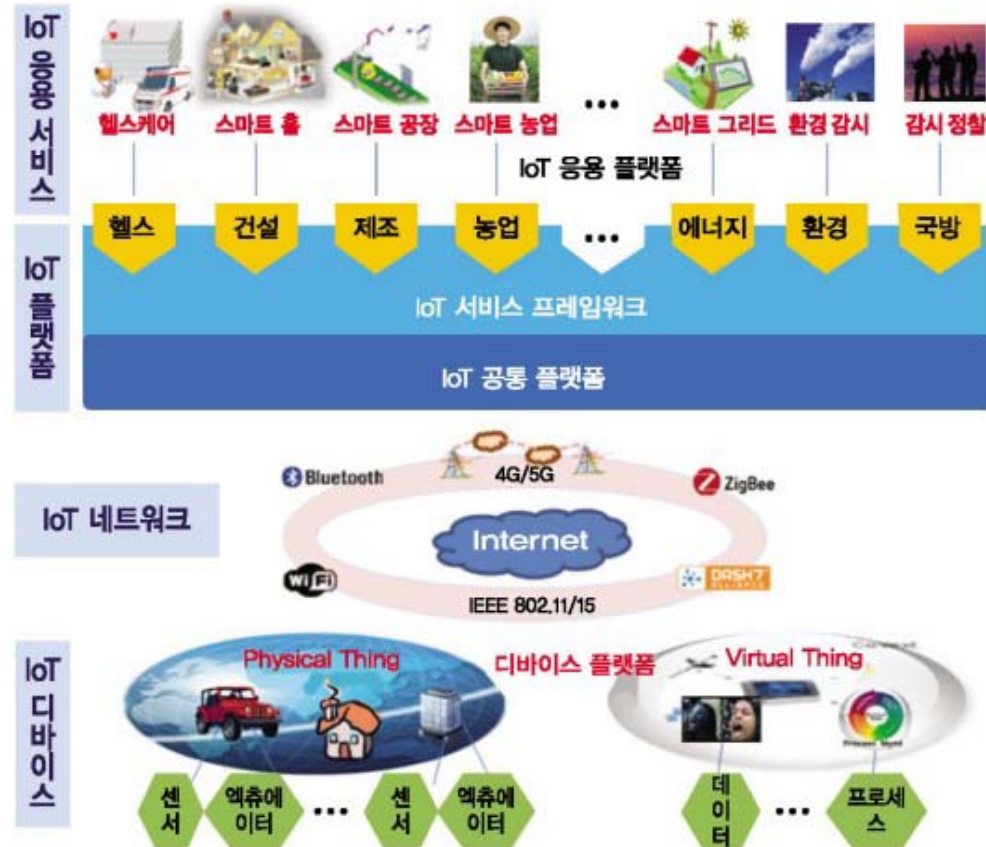 IoT 응용 서비스
헬스케어 스마트 홈 스마트 공장 스마트 농업 ... 스마트 그리드 환경 감시 감시 정찰
IoT 응용 플랫폼
IoT 플랫폼
헬스 건설 제조 농업 ... 에너지 환경 국방
IoT 서비스 프레임워크
IoT 공통 플랫폼
IoT 네트워크
Bluetooth 4G/5G ZigBee
Internet
WiFi DASH7
IEEE 802.11/15
IoT 디바이스
Physical Thing 디바이스 플랫폼 Virtual Thing
센서 엑츄에이터 ... 센서 엑츄에이터 데이터 ... 프로세스